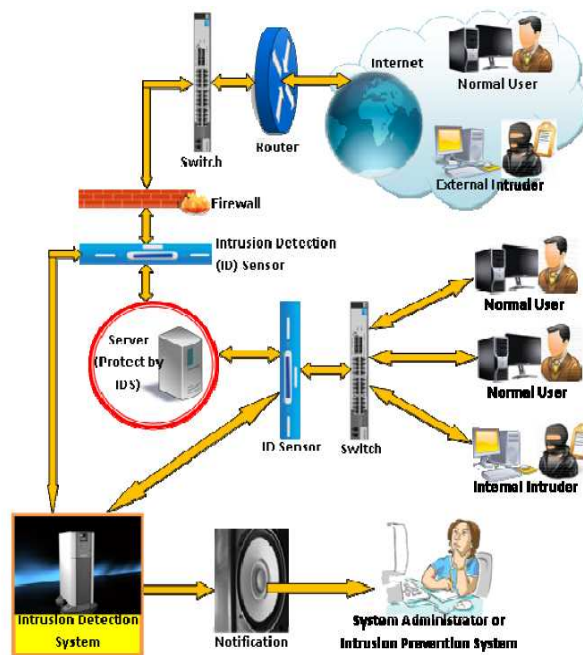 Internet
Normal User
Switch
Router
External Intruder
Firewall
Intrusion Detection
(ID) Sensor
Normal User
Server
(Protect by
IDS)
Normal User
ID Sensor
Switch
Internal Intruder
Intrusion Detection
System
Notification
System Administrator or
Intrusion Prevention System